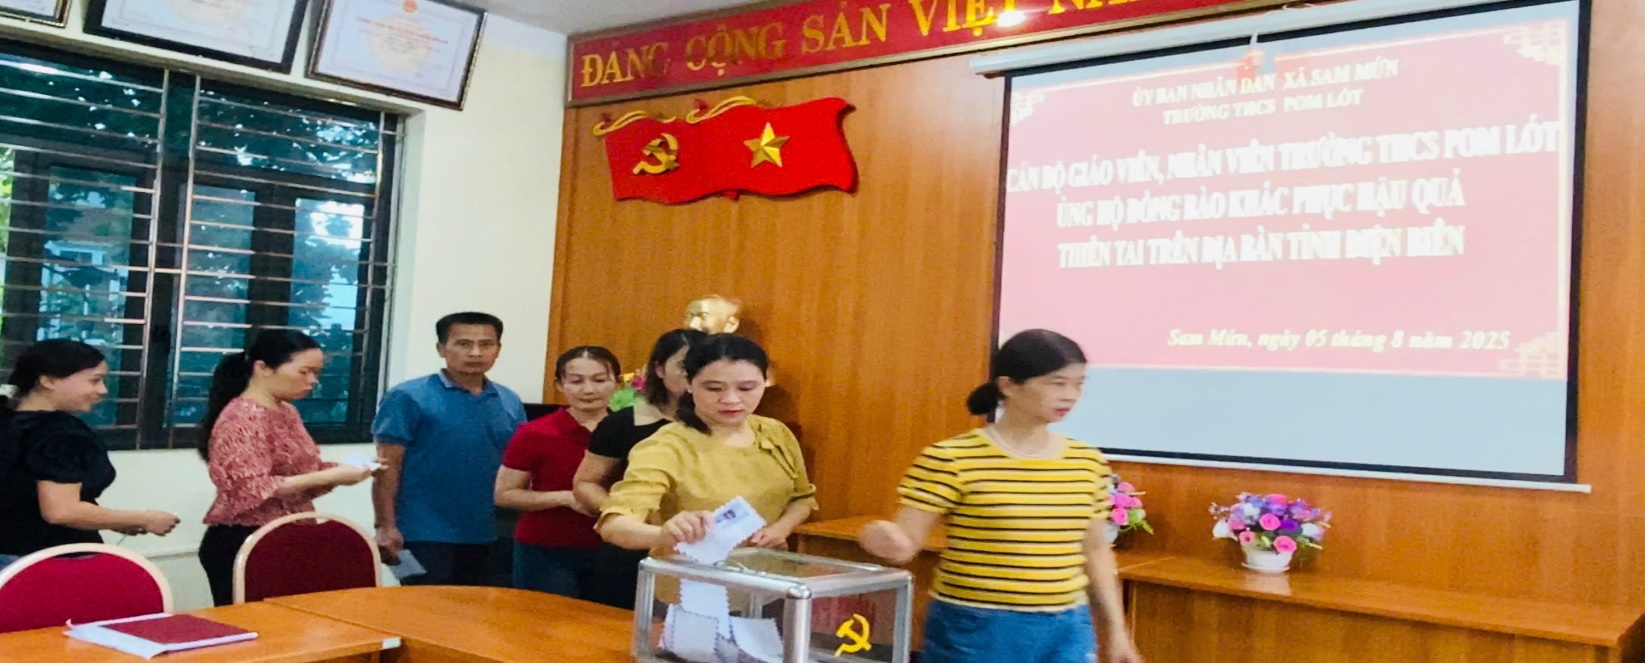 ĐẢNG CỘNG SẢN VIỆT NAM
ỦY BAN NHÂN DÂN XÃ SAM MỨN
TRƯỜNG THCS POM LÓT
CÁN BỘ GIÁO VIÊN, NHÂN VIÊN TRƯỜNG THCS POM LÓT
ỦNG HỘ ĐỒNG BÀO KHẮC PHỤC HẬU QUẢ
THIÊN TAI TRÊN ĐỊA BÀN TỈNH ĐIỆN BIÊN
Sam Mứn, ngày 05 tháng 8 năm 2025